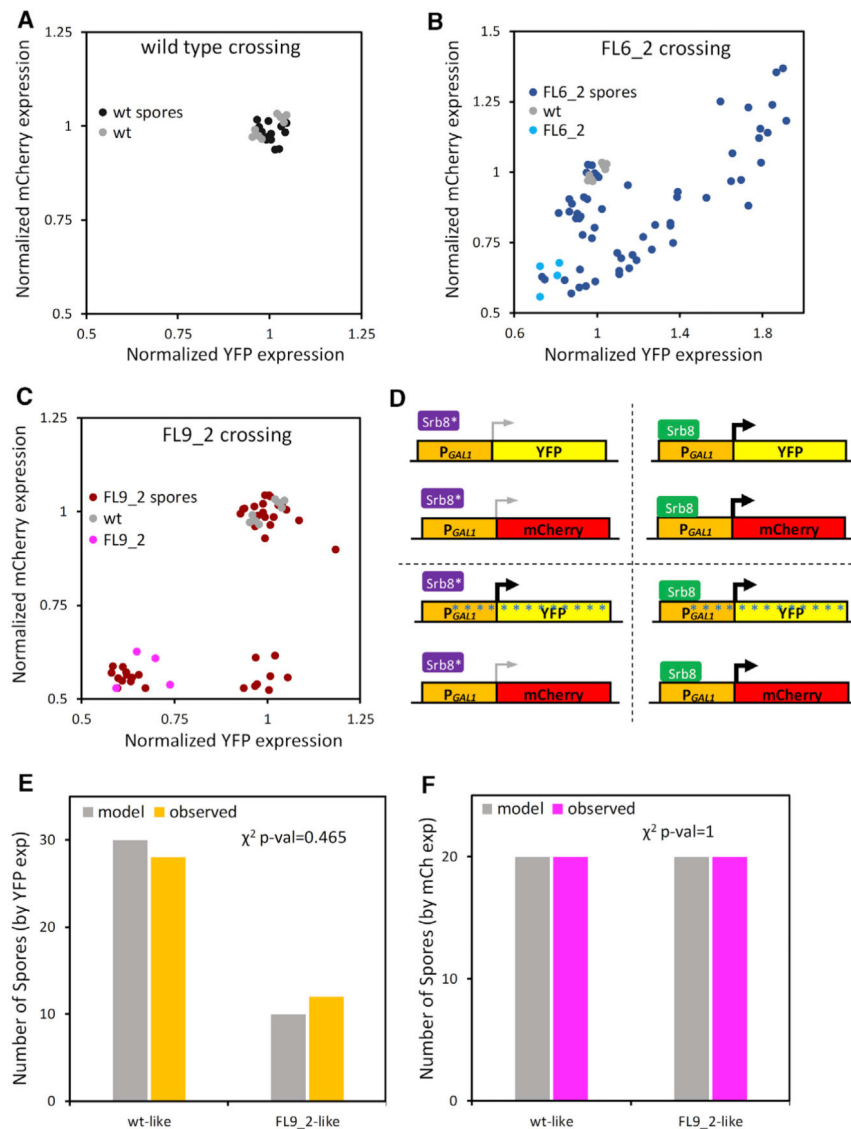 A
wild type crossing
Normalized mCherry expression
1.25
1
0.75
0.5
wt spores
wt
0.5
0.75
1
1.25
Normalized YFP expression
B
FL6_2 crossing
Normalized mCherry expression
1.5
1.25
1
0.75
0.5
FL6_2 spores
wt
FL6_2
0.6
1
1.4
1.8
Normalized YFP expression
C
FL9_2 crossing
Normalized mCherry expression
1.25
1
0.75
0.5
FL9_2 spores
wt
FL9_2
0.5
0.75
1
1.25
Normalized YFP expression
D
Srb8*
PGAL1 YFP
Srb8
PGAL1 YFP
Srb8*
PGAL1 mCherry
Srb8
PGAL1 mCherry
Srb8*
PGAL1 * * * * * * * * * * * * * YFP
Srb8
PGAL1 * * * * * * * * * * * * * YFP
Srb8*
PGAL1 mCherry
Srb8
PGAL1 mCherry
E
Number of Spores (by YFP exp)
model observed
χ² p-val=0.465
30
20
10
0
wt-like FL9_2-like
F
Number of Spores (by mCh exp)
model observed
χ² p-val=1
20
10
0
wt-like FL9_2-like